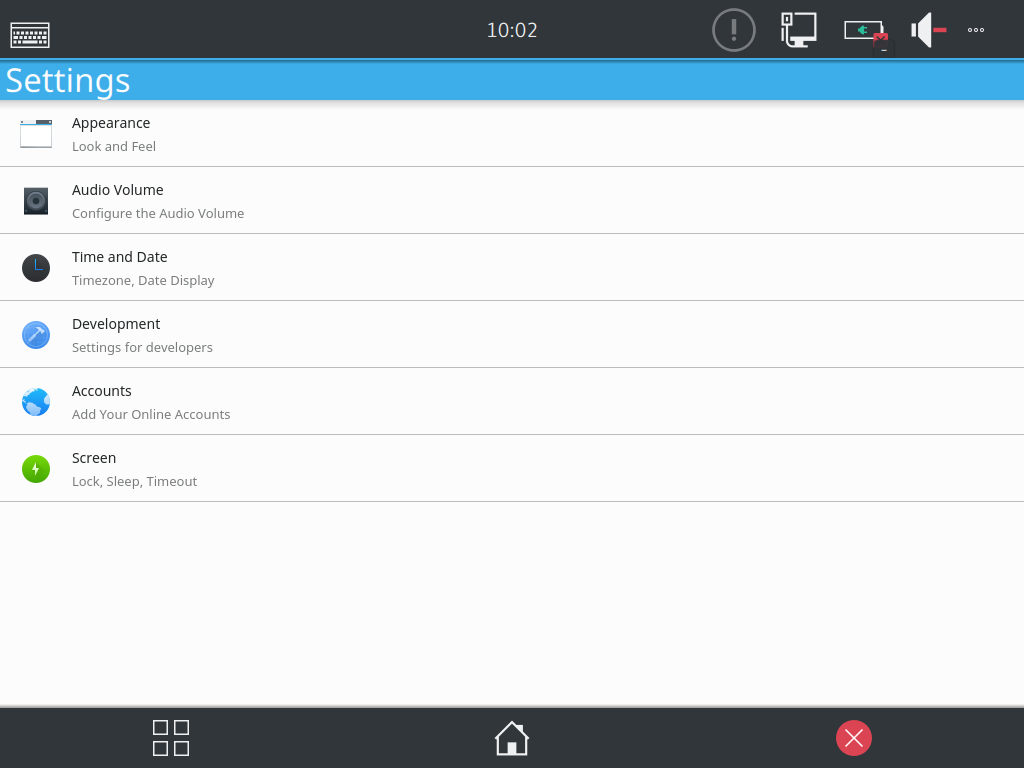 10:02
Settings
Appearance
Look and Feel
Audio Volume
Configure the Audio Volume
Time and Date
Timezone, Date Display
Development
Settings for developers
Accounts
Add Your Online Accounts
Screen
Lock, Sleep, Timeout